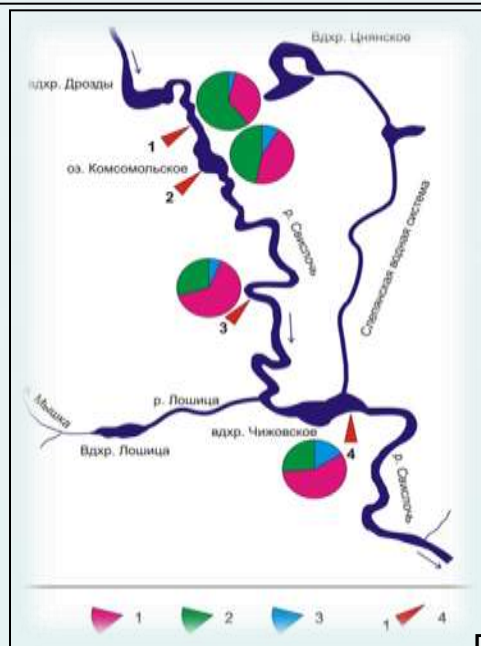 Вдхр. Цнянское
вдхр. Дрозды
1
оз. Комсомольское
2
р. Свислочь
Слепянская водная система
3
р. Лошица
Мышка
вдхр. Чижовское
Вдхр. Лошица
4
р. Свислочь
1
2
3
1
4